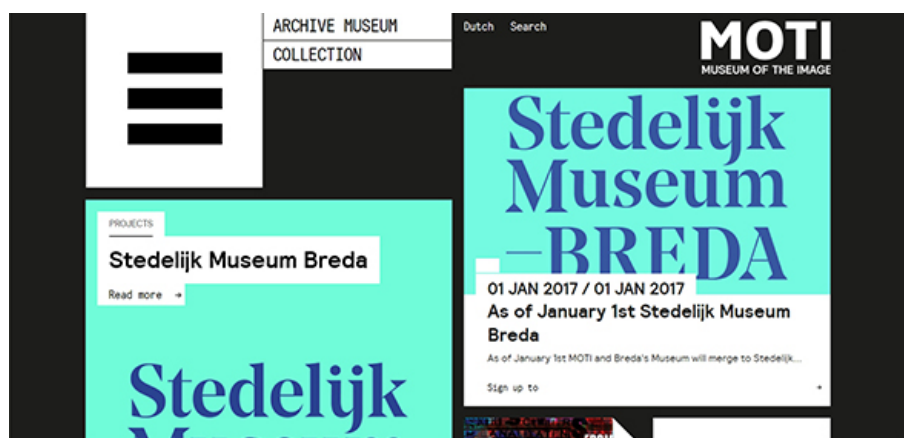 ARCHIVE MUSEUM
COLLECTION
Dutch Search
MOTI
MUSEUM OF THE IMAGE
PROJECTS
Stedelijk Museum Breda
Read more →
Stedelijk
Stedelijk
Museum
–BREDA
01 JAN 2017 / 01 JAN 2017
As of January 1st Stedelijk Museum
Breda
As of January 1st MOTI and Breda's Museum will merge to Stedelijk...
Sign up to →